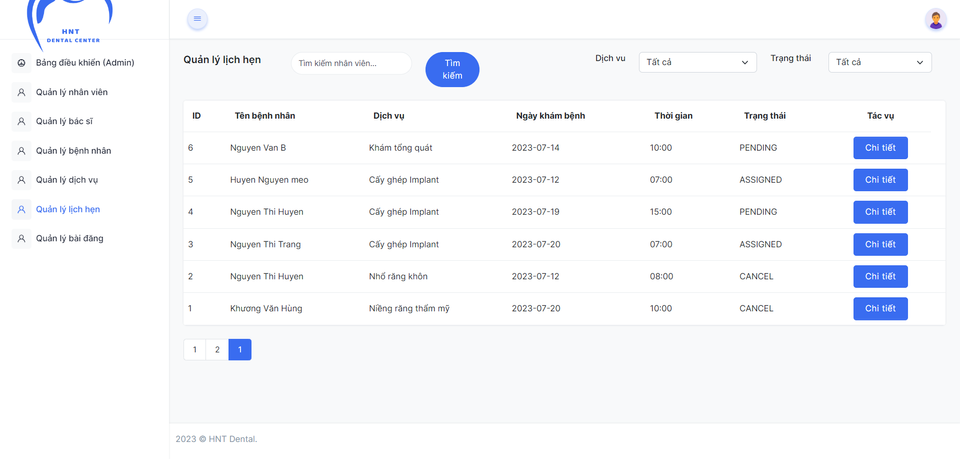 HNT
DENTAL CENTER
Bảng điều khiển (Admin)
Quản lý nhân viên
Quản lý bác sĩ
Quản lý bệnh nhân
Quản lý dịch vụ
Quản lý lịch hẹn
Quản lý bài đăng
Quản lý lịch hẹn
Tìm kiếm nhân viên...
Tìm
kiếm
Dịch vụ
Tất cả
Trạng thái
Tất cả
ID Tên bệnh nhân Dịch vụ Ngày khám bệnh Thời gian Trạng thái Tác vụ
6 Nguyen Van B Khám tổng quát 2023-07-14 10:00 PENDING Chi tiết
5 Huyen Nguyen meo Cấy ghép Implant 2023-07-12 07:00 ASSIGNED Chi tiết
4 Nguyen Thi Huyen Cấy ghép Implant 2023-07-19 15:00 PENDING Chi tiết
3 Nguyen Thi Trang Cấy ghép Implant 2023-07-20 07:00 ASSIGNED Chi tiết
2 Nguyen Thi Huyen Nhổ răng khôn 2023-07-12 08:00 CANCEL Chi tiết
1 Khương Văn Hùng Niềng răng thẩm mỹ 2023-07-20 10:00 CANCEL Chi tiết
1 2 1
2023 © HNT Dental.